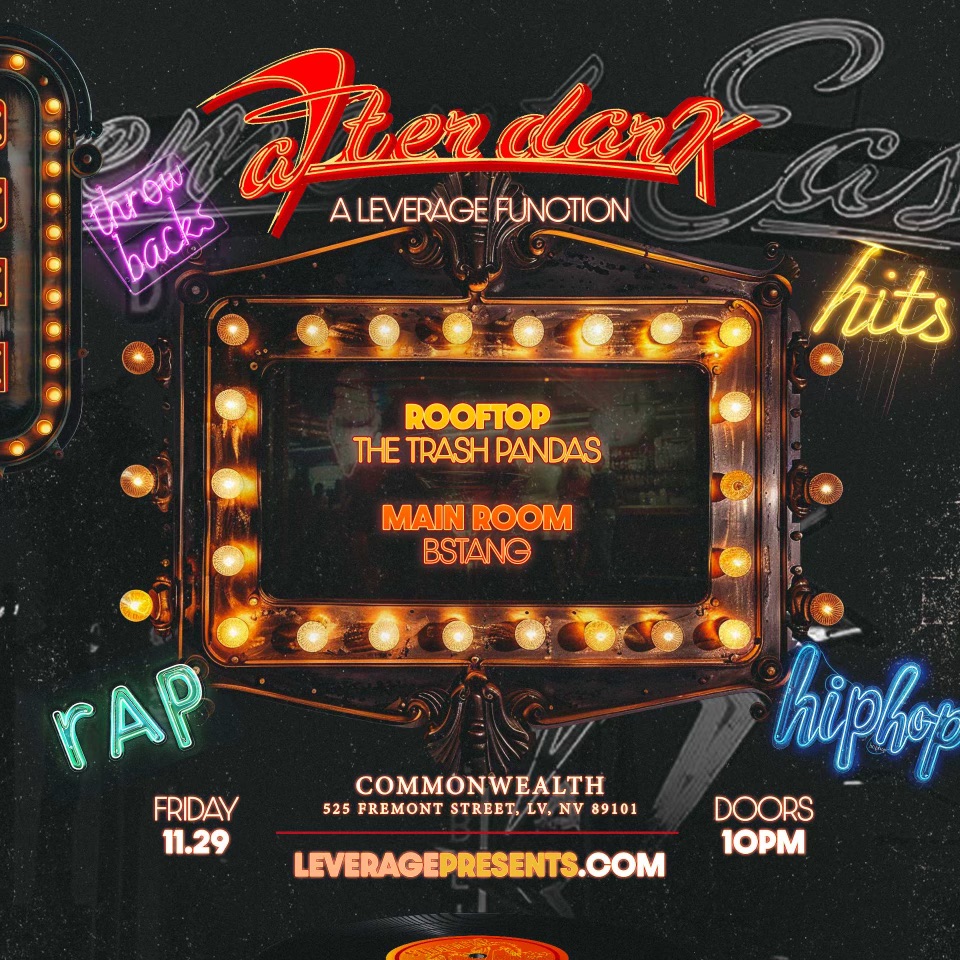 after dark
A LEVERAGE FUNCTION
throw
backs
hits
ROOFTOP
THE TRASH PANDAS
MAIN ROOM
BSTANG
rAP
hiphop
COMMONWEALTH
525 FREMONT STREET, LV, NV 89101
FRIDAY
11.29
DOORS
10PM
LEVERAGEPRESENTS.COM